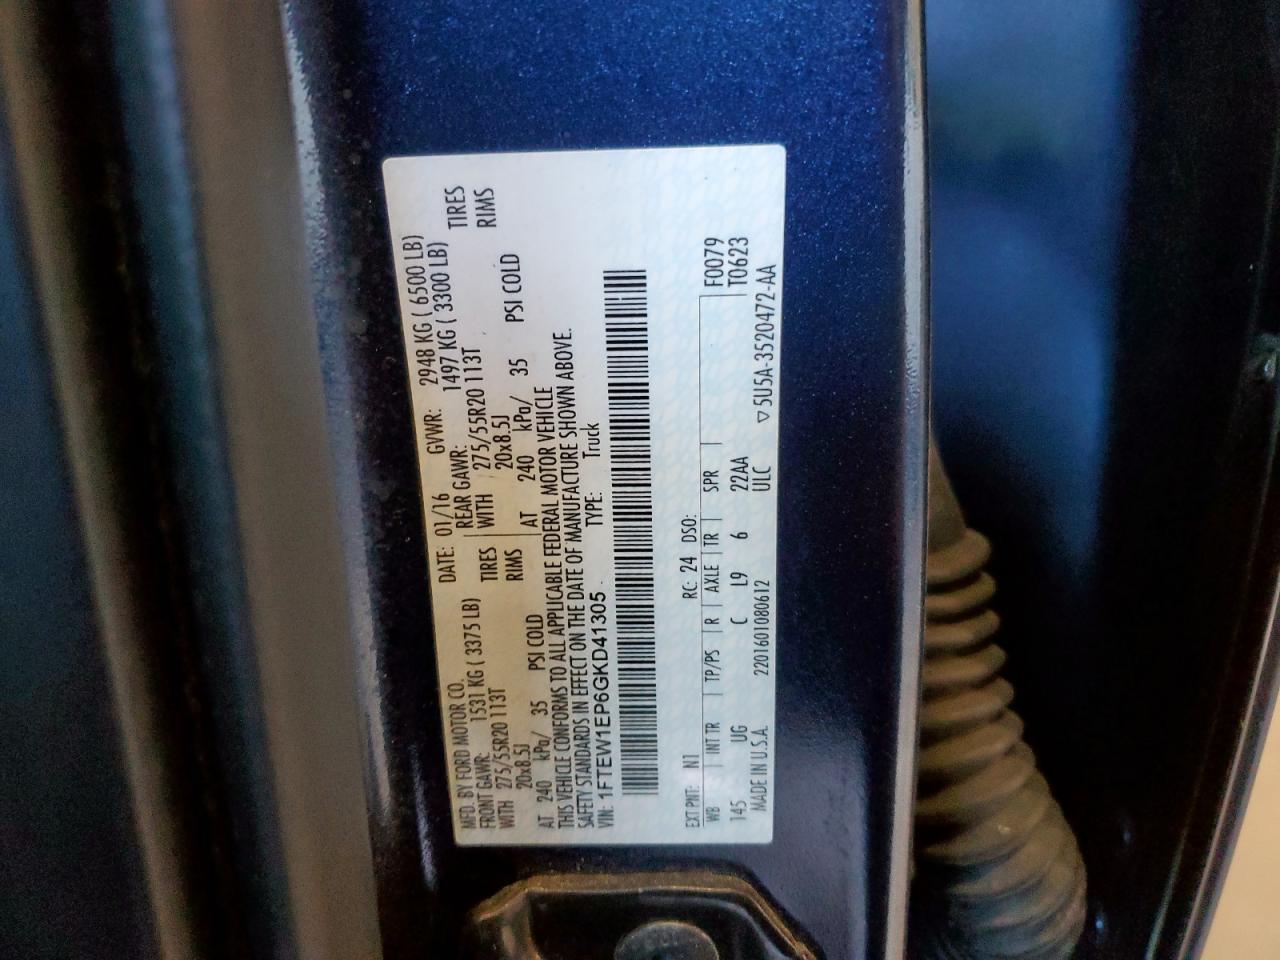 MFD. BY FORD MOTOR CO. DATE: 01/16 GVWR: 2948 KG ( 6500 LB)
FRONT GAWR: 1531 KG ( 3375 LB) REAR GAWR: 1497 KG ( 3300 LB)
WITH 275/55R20 113T TIRES WITH 275/55R20 113T TIRES
20x8.5J RIMS 20x8.5J RIMS
AT 240 kPa/ 35 PSI COLD AT 240 kPa/ 35 PSI COLD
THIS VEHICLE CONFORMS TO ALL APPLICABLE FEDERAL MOTOR VEHICLE
SAFETY STANDARDS IN EFFECT ON THE DATE OF MANUFACTURE SHOWN ABOVE.
VIN: 1FTEW1EP6GKD41305 TYPE: Truck
EXT PNT: N1 RC: 24 DSO:
WB INT TR TP/PS R AXLE TR SPR F0079
145 UG C L9 6 22AA T0623
MADE IN U.S.A. 2201601080612 ULC ▽ 5U5A-3520472-AA